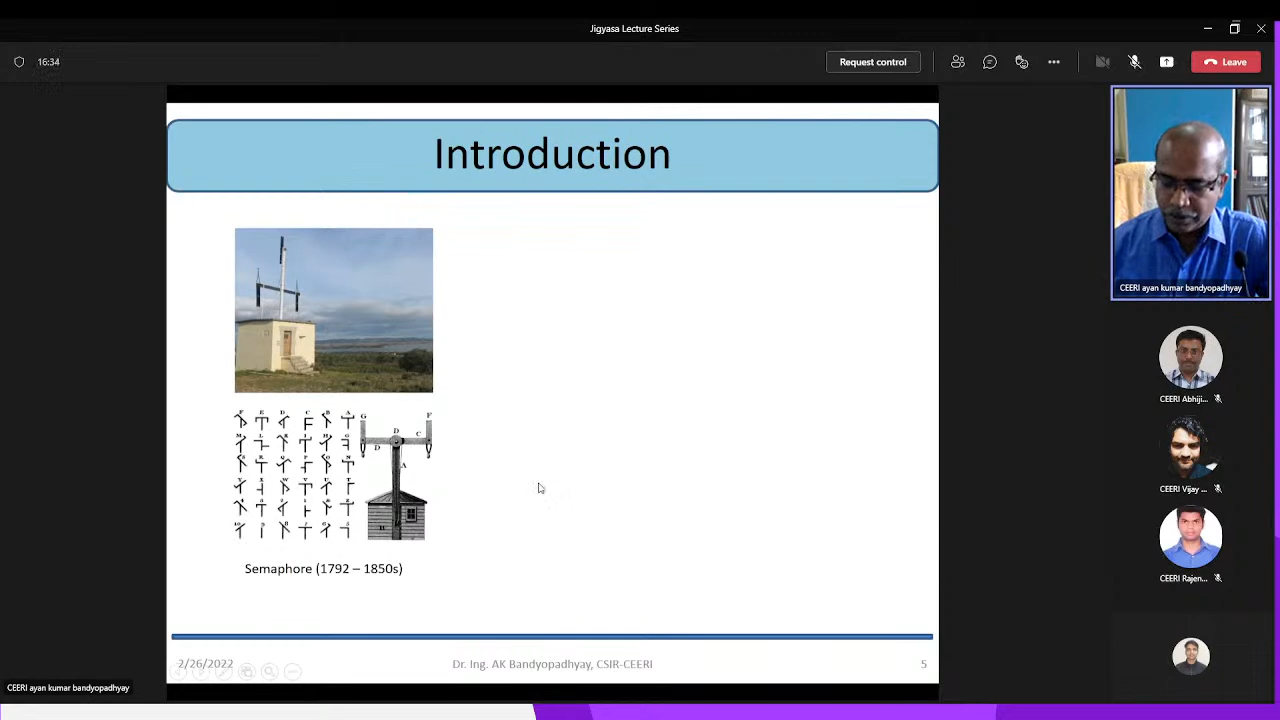 Jigyasa Lecture Series
16:34
Request control
Leave
Introduction
CEERI ayan kumar bandyopadhyay
CEERI Abhiji...
CEERI Vijay ...
CEERI Rajen...
G F
D
C
D
A
Semaphore (1792 – 1850s)
2/26/2022
Dr. Ing. AK Bandyopadhyay, CSIR-CEERI
5
CEERI ayan kumar bandyopadhyay